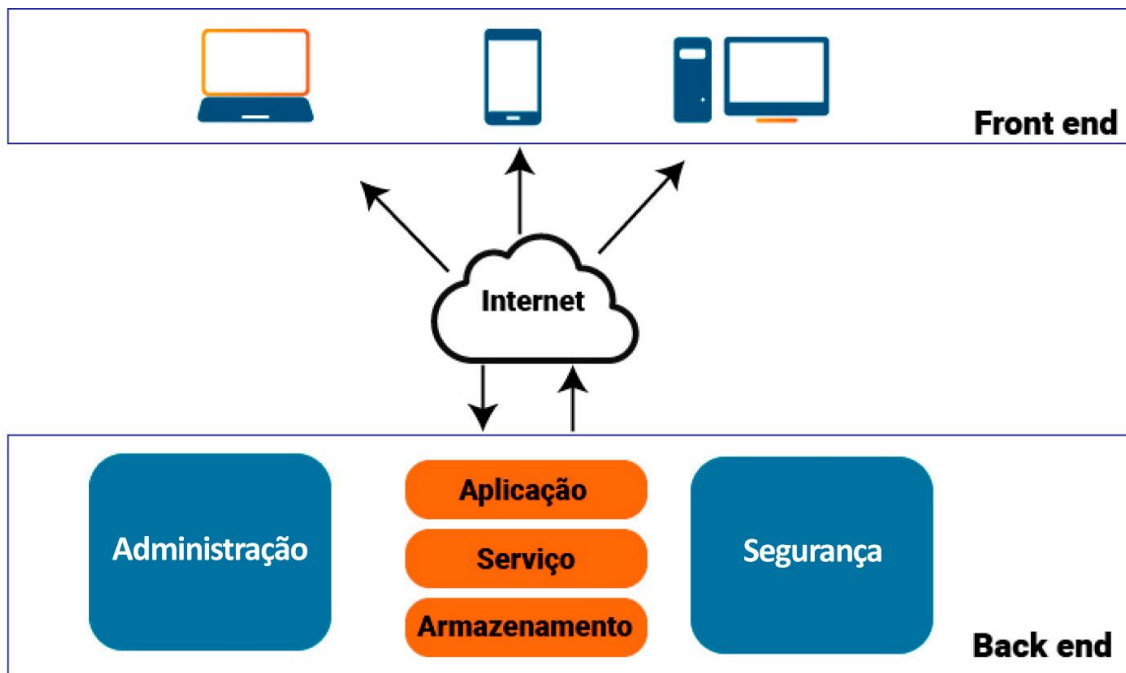 Front end
Internet
Aplicação
Administração
Serviço
Segurança
Armazenamento
Back end